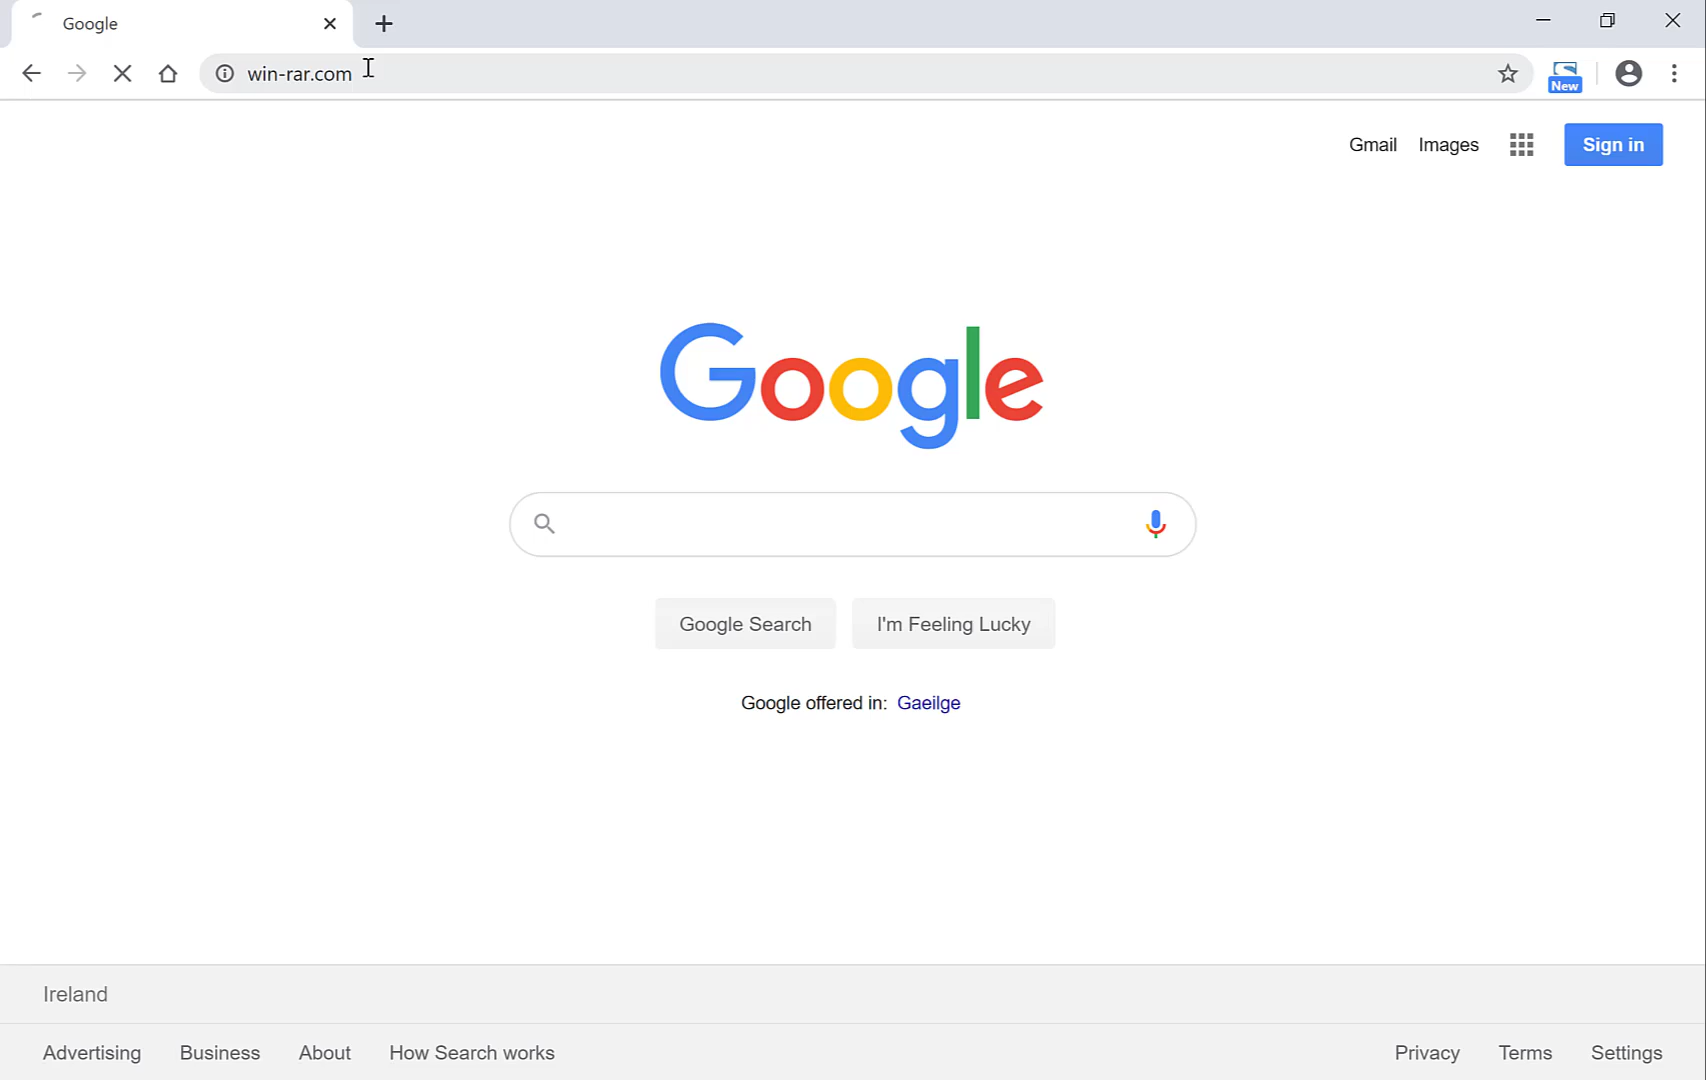 Google
win-rar.com
New
Gmail Images Sign in
Google
Google Search I'm Feeling Lucky
Google offered in: Gaeilge
Ireland
Advertising Business About How Search works Privacy Terms Settings